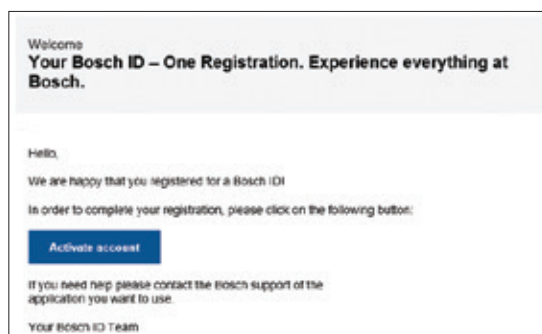 Welcome
Your Bosch ID – One Registration. Experience everything at
Bosch.
Hello,
We are happy that you registered for a Bosch ID!
In order to complete your registration, please click on the following button:
Activate account
If you need help please contact the Bosch support of the
application you want to use.
Your Bosch ID Team